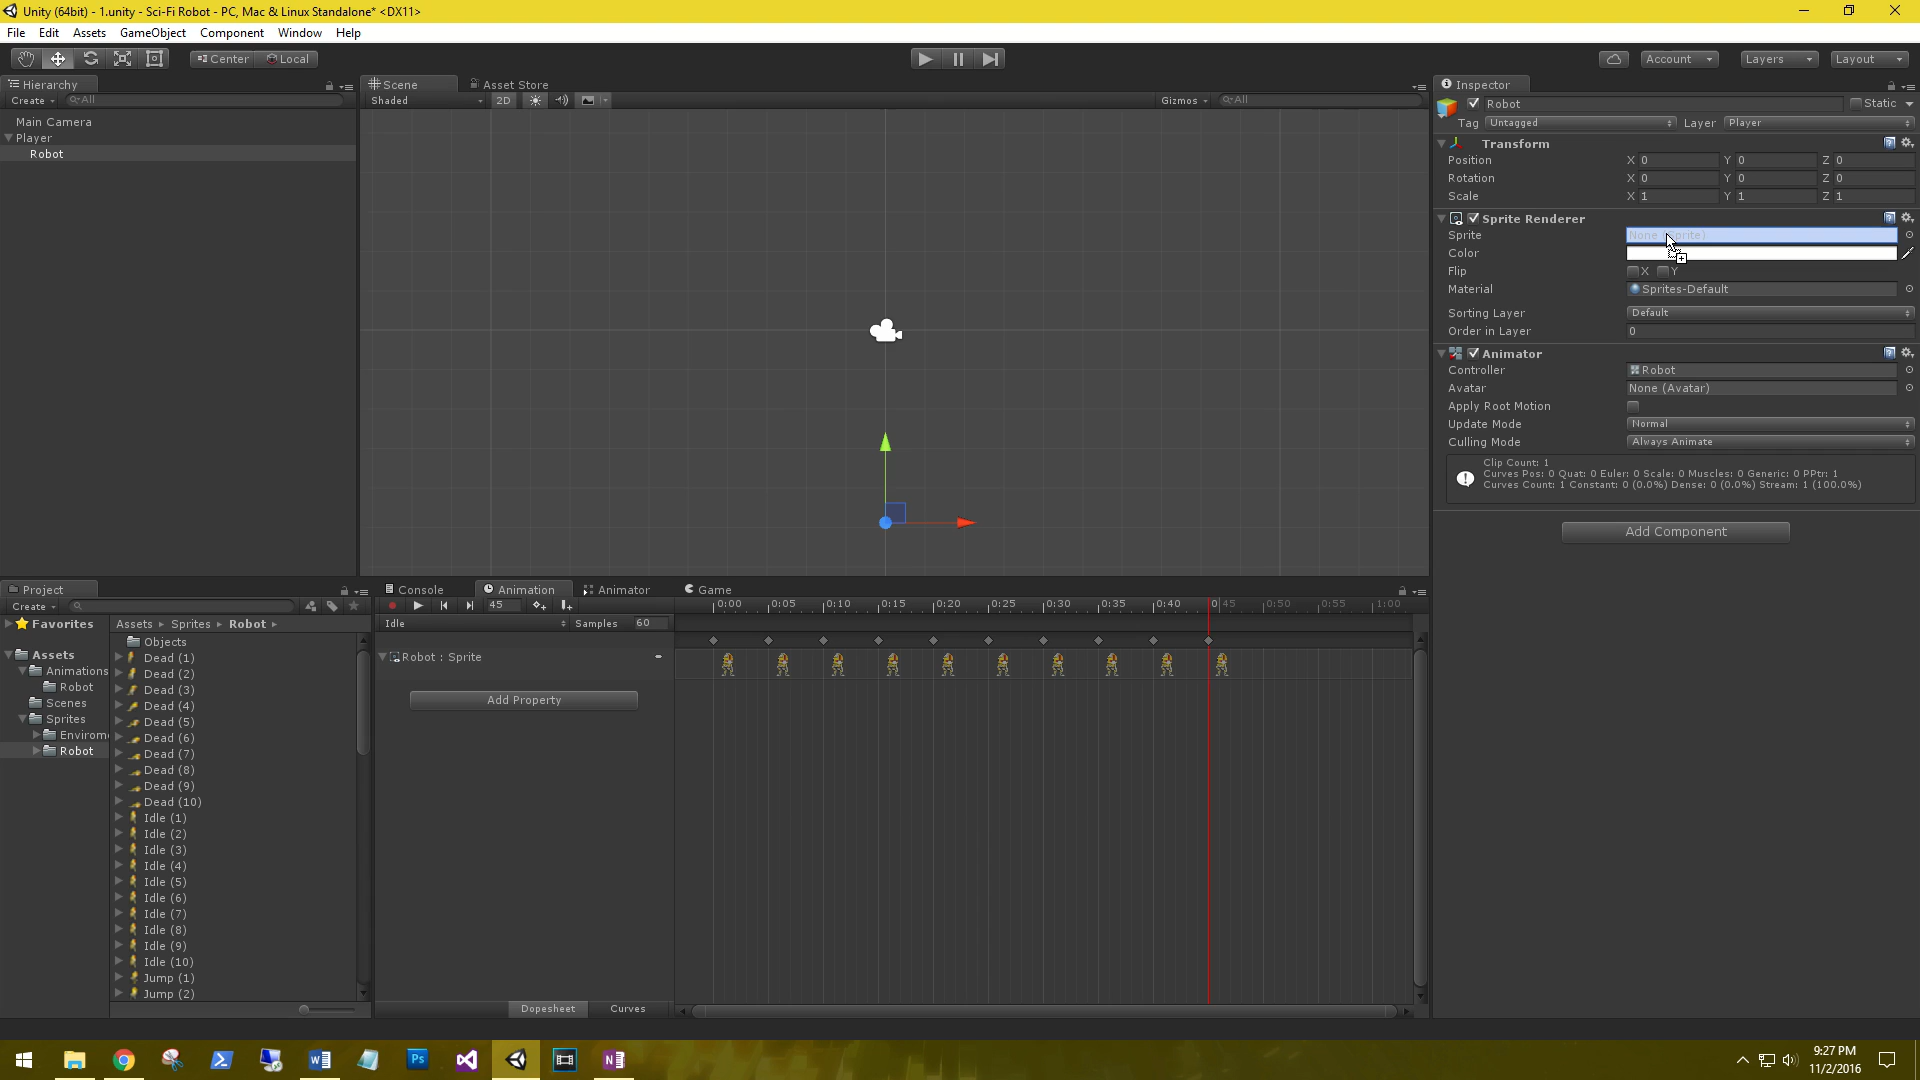 Unity (64bit) - 1.unity - Sci-Fi Robot - PC, Mac & Linux Standalone* <DX11>
File Edit Assets GameObject Component Window Help
Center Local
Account Layers Layout
Hierarchy
Create All
Main Camera
Player
Robot
Scene Asset Store
Shaded 2D Gizmos All
Inspector
Robot Static
Tag Untagged Layer Player
Transform
Position X 0 Y 0 Z 0
Rotation X 0 Y 0 Z 0
Scale X 1 Y 1 Z 1
Sprite Renderer
Sprite None (Sprite)
Color
Flip X Y
Material Sprites-Default
Sorting Layer Default
Order in Layer 0
Animator
Controller Robot
Avatar None (Avatar)
Apply Root Motion
Update Mode Normal
Culling Mode Always Animate
Clip Count: 1
Curves Pos: 0 Quat: 0 Euler: 0 Scale: 0 Muscles: 0 Generic: 0 PPtr: 1
Curves Count: 1 Constant: 0 (0.0%) Dense: 0 (0.0%) Stream: 1 (100.0%)
Add Component
Project
Create
Favorites
Assets
Animations
Robot
Scenes
Sprites
Envirom
Robot
Assets Sprites Robot
Objects
Dead (1)
Dead (2)
Dead (3)
Dead (4)
Dead (5)
Dead (6)
Dead (7)
Dead (8)
Dead (9)
Dead (10)
Idle (1)
Idle (2)
Idle (3)
Idle (4)
Idle (5)
Idle (6)
Idle (7)
Idle (8)
Idle (9)
Idle (10)
Jump (1)
Jump (2)
Console Animation Animator Game
45 0:00 0:05 0:10 0:15 0:20 0:25 0:30 0:35 0:40 0:45 0:50 0:55 1:00
Idle Samples 60
Robot : Sprite
Add Property
Dopesheet Curves
9:27 PM
11/2/2016